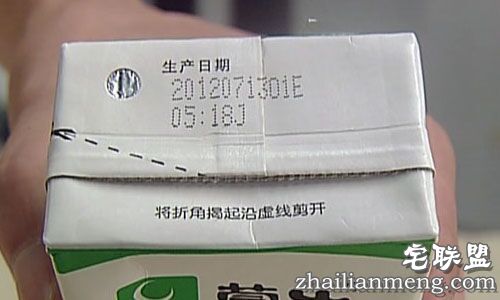 生产日期
20120713D1E
05:18J
将折角揭起沿虚线剪开
宅联盟
zhailianmeng.com